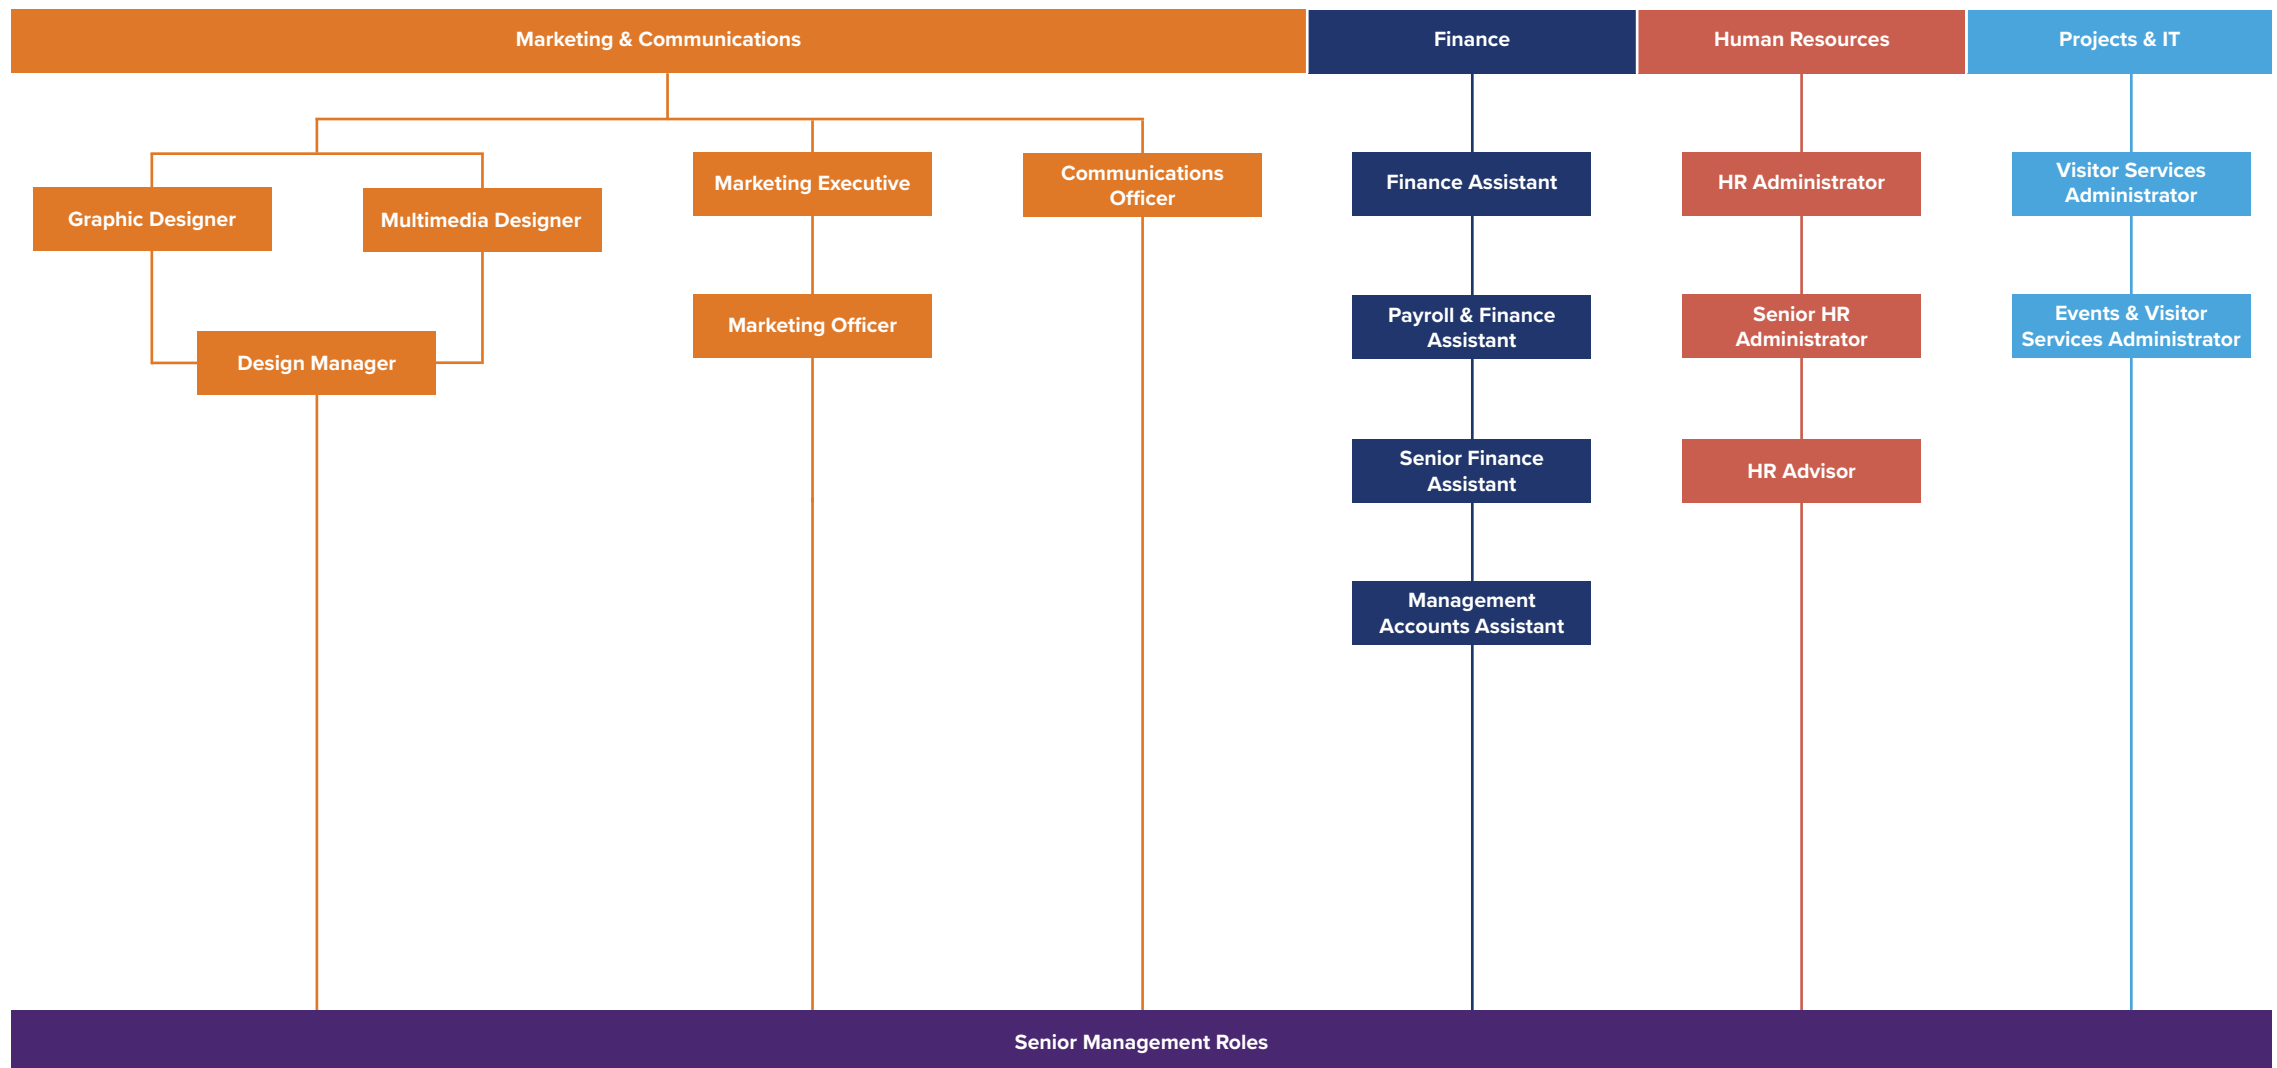 Marketing & Communications
Finance
Human Resources
Projects & IT
Graphic Designer
Multimedia Designer
Design Manager
Marketing Executive
Marketing Officer
Communications
Officer
Finance Assistant
Payroll & Finance
Assistant
Senior Finance
Assistant
Management
Accounts Assistant
HR Administrator
Senior HR
Administrator
HR Advisor
Visitor Services
Administrator
Events & Visitor
Services Administrator
Senior Management Roles